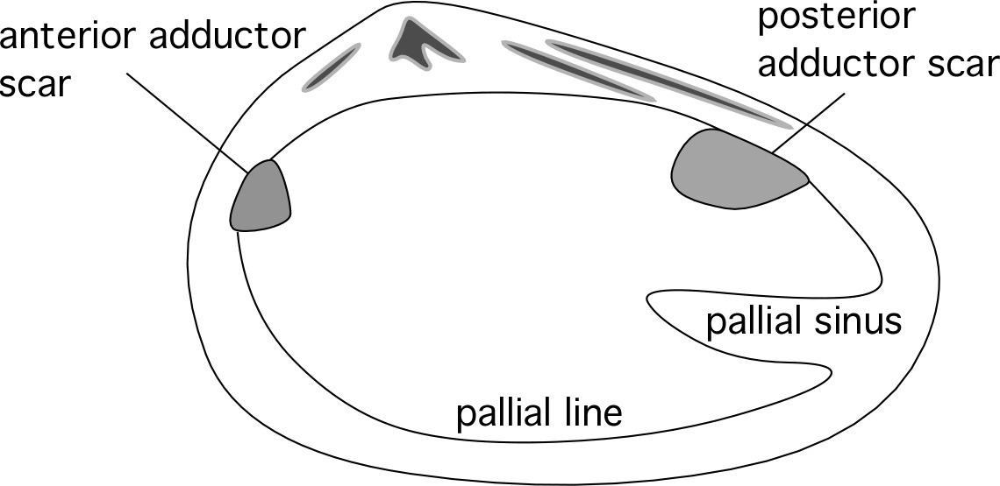 anterior adductor
scar
posterior
adductor scar
pallial sinus
pallial line